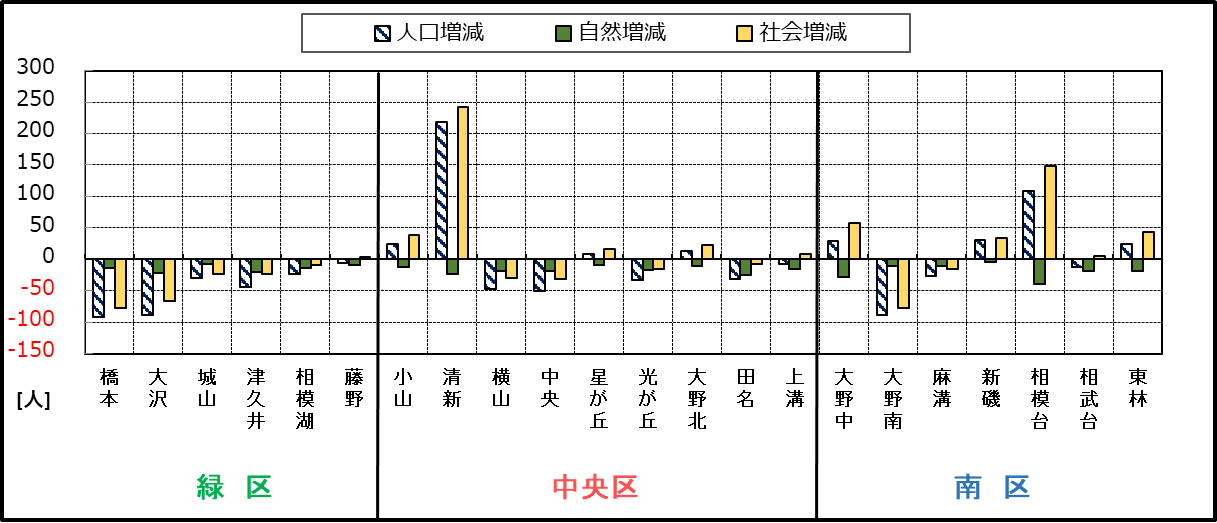 人口増減 自然増減 社会増減
300
250
200
150
100
50
0
-50
-100
-150
[人]
橋本 大沢 城山 津久井 相模湖 藤野 小山 清新 横山 中央 星が丘 光が丘 大野北 田名 上溝 大野中 大野南 麻溝 新磯 相模台 相武台 東林
緑 区 中央区 南 区